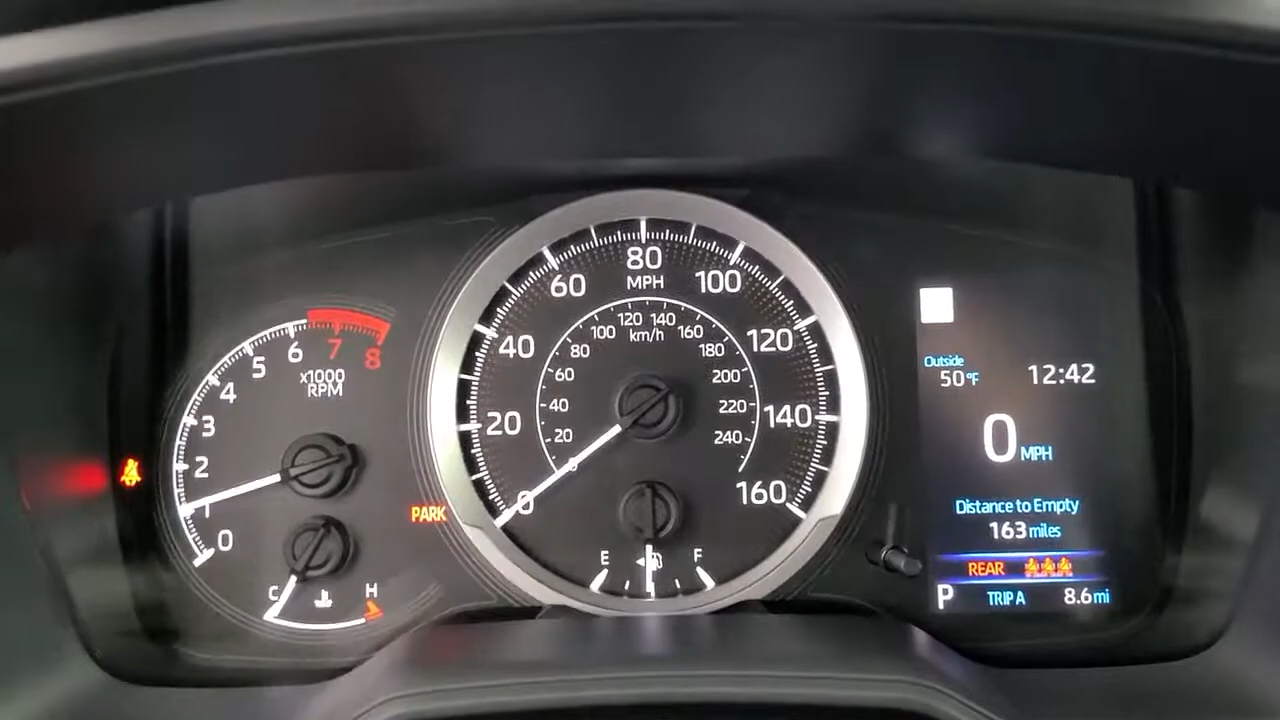 0
1
2
3
4
5
6
7
8
x1000
RPM
C
H
PARK
0
20
40
60
80
100
120
140
160
MPH
0
20
40
60
80
100
120
140
160
180
200
220
240
km/h
E
F
Outside
50°F
12:42
0 MPH
Distance to Empty
163 miles
REAR
P TRIP A 8.6 mi